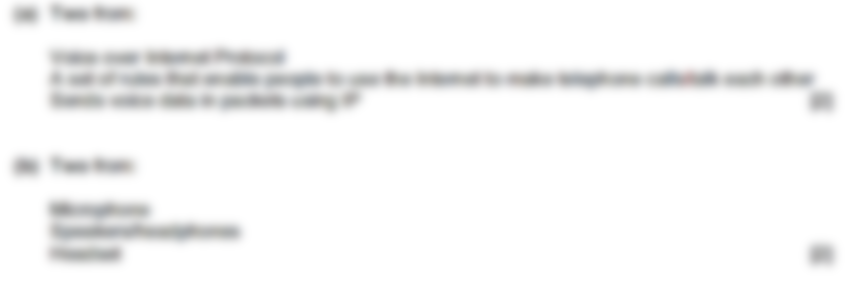 (a) Two from:
Voice over Internet Protocol
A set of rules that enable people to use the Internet to make telephone calls/talk each other
Sends voice data in packets using IP [2]
(b) Two from:
Microphone
Speakers/headphones
Headset [2]